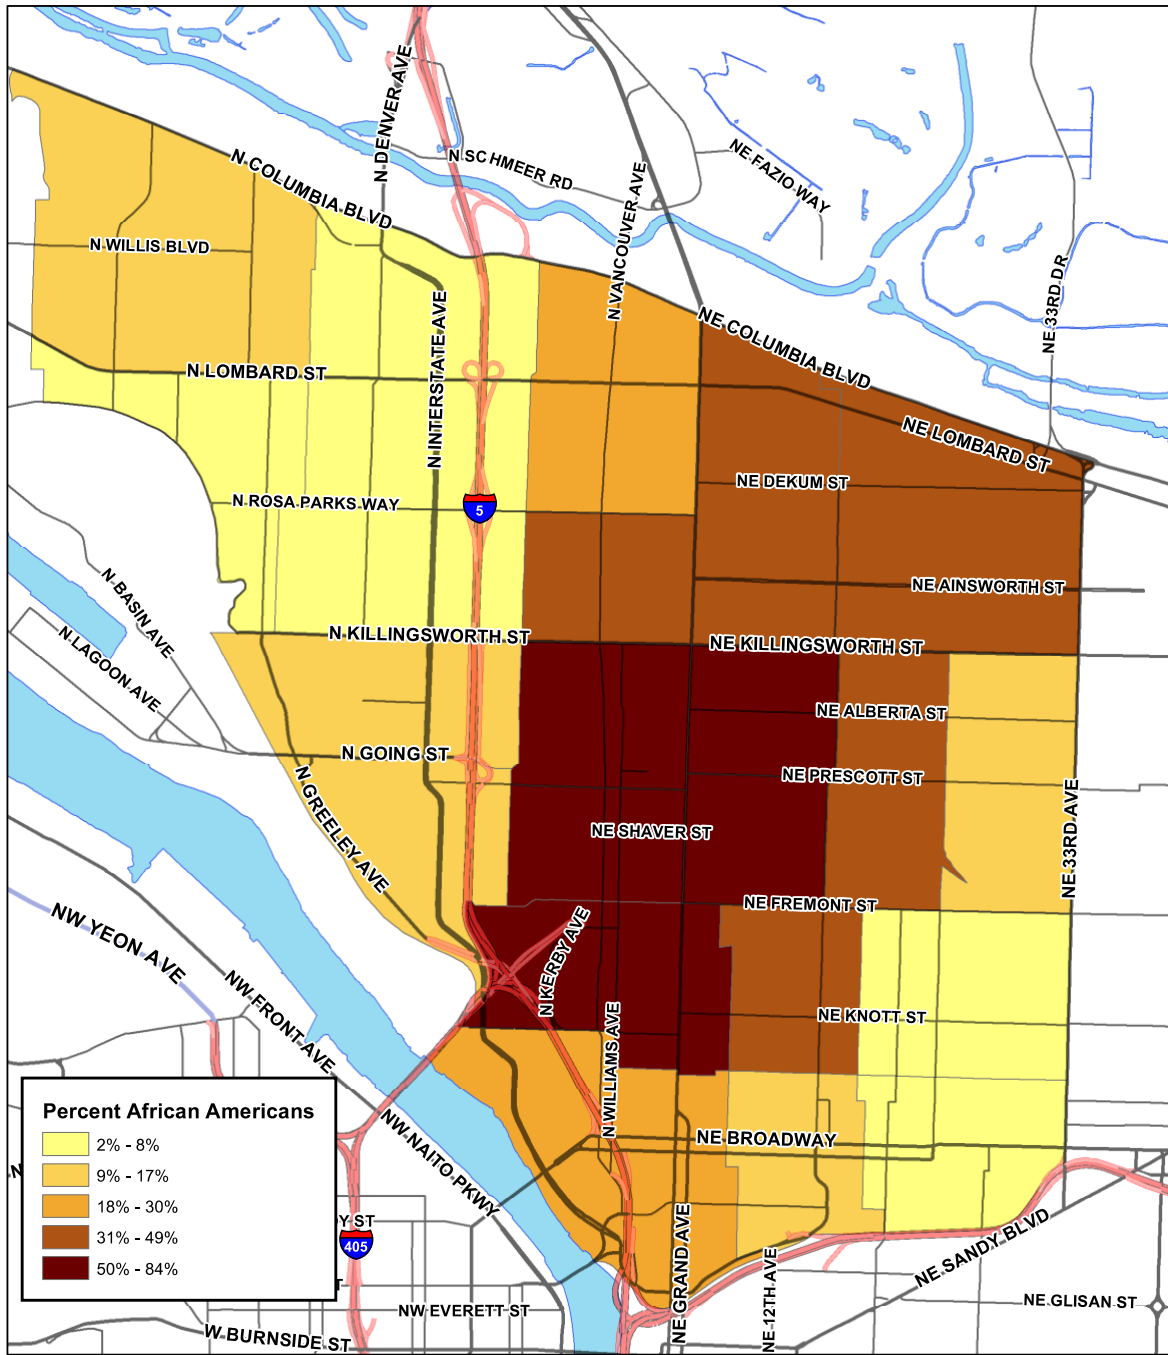 N DENVER AVE
N COLUMBIA BLVD
N SCHMEER RD
N VANCOUVER AVE
NE FAZIO WAY
NE 33RD DR
N WILLIS BLVD
N INTERSTATE AVE
NE COLUMBIA BLVD
N LOMBARD ST
NE LOMBARD ST
NE DEKUM ST
N ROSA PARKS WAY
5
N BASIN AVE
NE AINSWORTH ST
N LAGOON AVE
N KILLINGSWORTH ST
NE KILLINGSWORTH ST
NE ALBERTA ST
N GOING ST
NE PRESCOTT ST
N GREELEY AVE
NE SHAVER ST
NE 33RD AVE
NW YEON AVE
NE FREMONT ST
N KERBY AVE
NW FRONT AVE
NE KNOTT ST
N WILLIAMS AVE
NW NAITO PKWY
NE BROADWAY
Percent African Americans
2% - 8%
9% - 17%
18% - 30%
31% - 49%
50% - 84%
ST
405
NE GRAND AVE
NE 12TH AVE
NE SANDY BLVD
NW EVERETT ST
NE GLISAN ST
W BURNSIDE ST